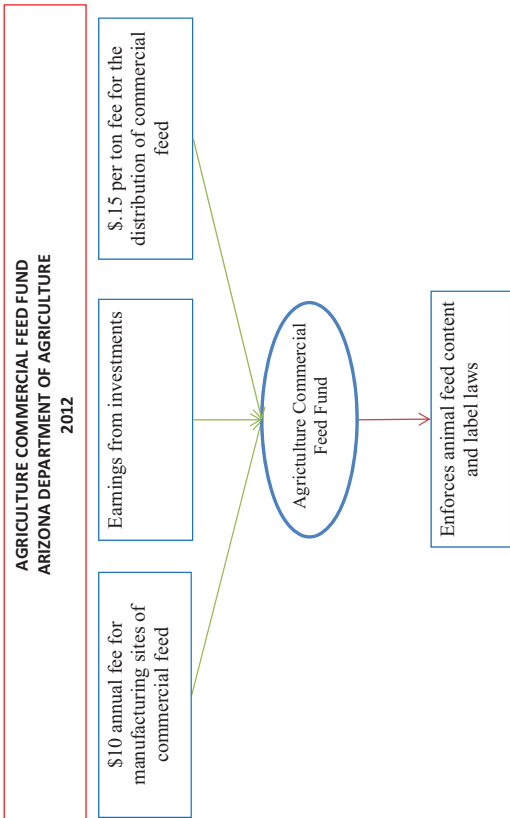 AGRICULTURE COMMERCIAL FEED FUND
ARIZONA DEPARTMENT OF AGRICULTURE
2012
$10 annual fee for
manufacturing sites of
commercial feed
Earnings from investments
$.15 per ton fee for the
distribution of commercial
feed
Agrictulture Commercial
Feed Fund
Enforces animal feed content
and label laws